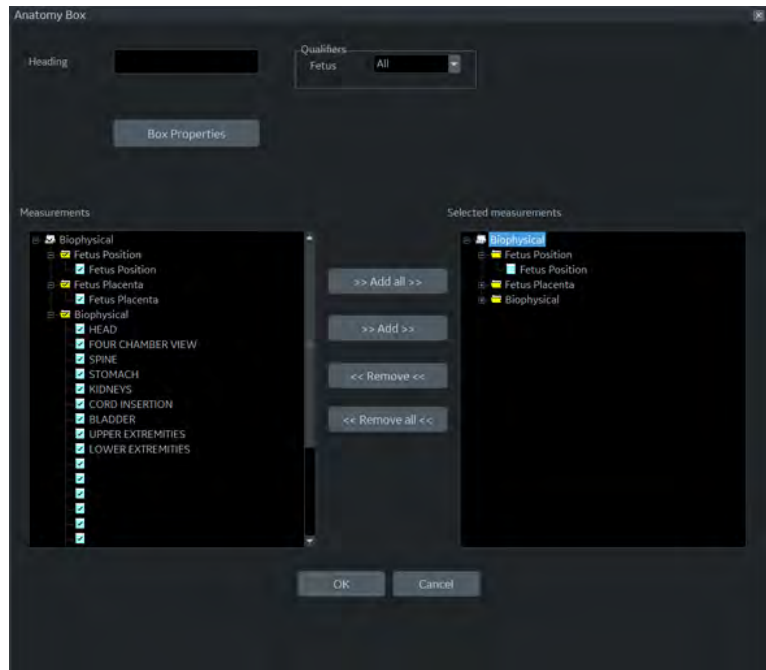 Anatomy Box
Qualifiers
Heading
Fetus All
Box Properties
Measurements
Biophysical
Fetus Position
Fetus Position
Fetus Placenta
Fetus Placenta
Biophysical
HEAD
FOUR CHAMBER VIEW
SPINE
STOMACH
KIDNEYS
CORD INSERTION
BLADDER
UPPER EXTREMITIES
LOWER EXTREMITIES
>> Add all >>
>> Add >>
<< Remove <<
<< Remove all <<
Selected measurements
Biophysical
Fetus Position
Fetus Position
Fetus Placenta
Biophysical
OK Cancel